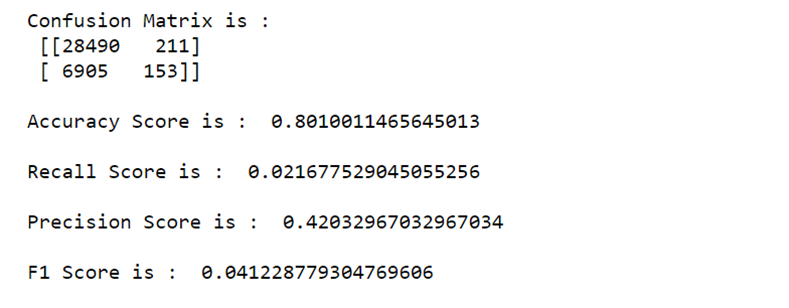 Confusion Matrix is :
[[28490   211]
[ 6905   153]]
Accuracy Score is :  0.8010011465645013
Recall Score is :  0.021677529045055256
Precision Score is :  0.42032967032967034
F1 Score is :  0.041228779304769606